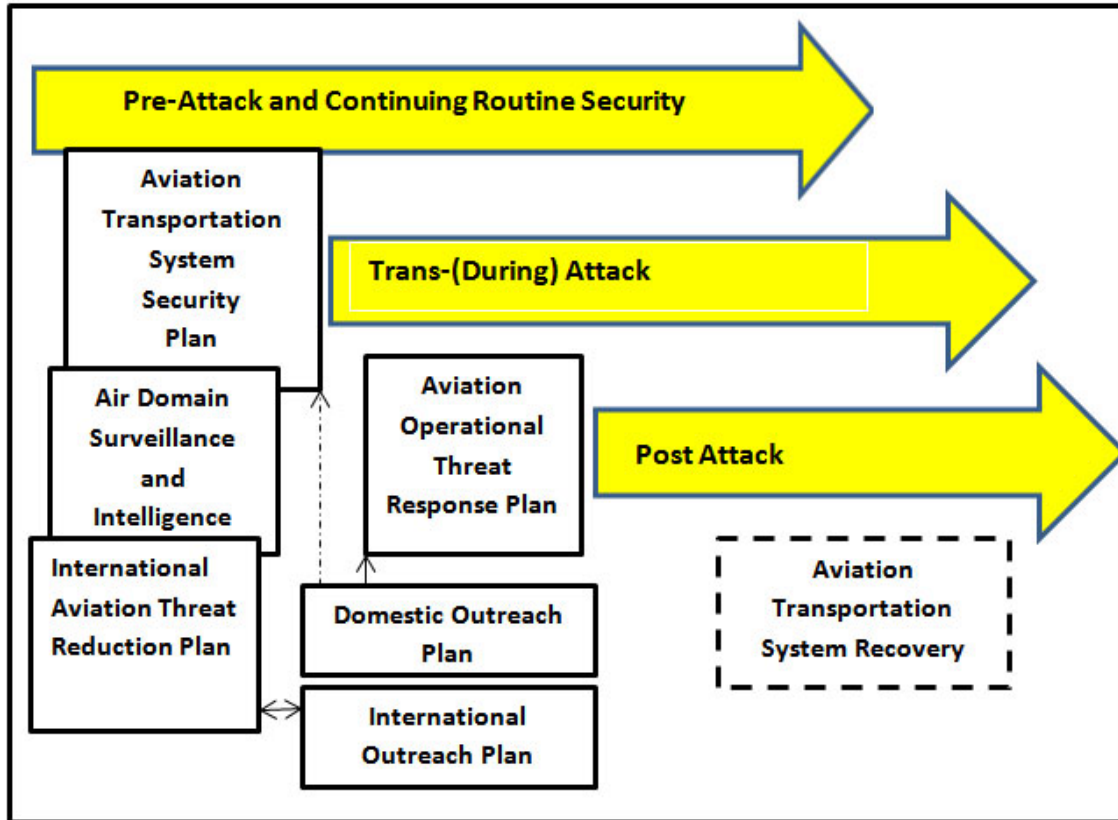 Pre-Attack and Continuing Routine Security
Aviation
Transportation
System
Security
Plan
Trans-(During) Attack
Air Domain
Surveillance
and
Intelligence
Aviation
Operational
Threat
Response Plan
Post Attack
International
Aviation Threat
Reduction Plan
Domestic Outreach
Plan
International
Outreach Plan
Aviation
Transportation
System Recovery